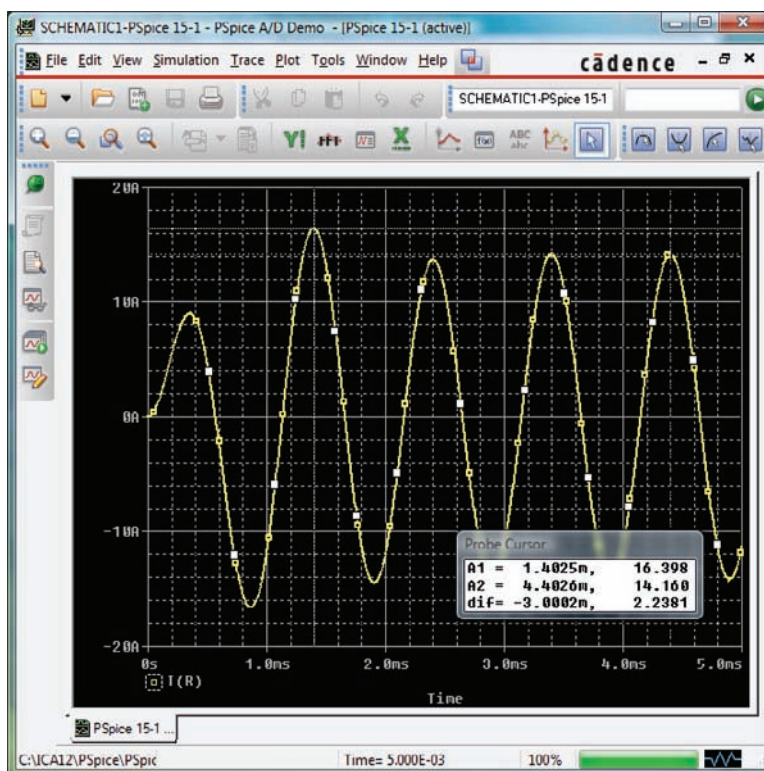 SCHEMATIC1-PSpice 15-1 - PSpice A/D Demo - [PSpice 15-1 (active)]
File Edit View Simulation Trace Plot Tools Window Help
cādence
SCHEMATIC1-PSpice 15-1
ABC
abc
f(x)
20A
10A
0A
-10A
-20A
Probe Cursor
A1 = 1.4025m, 16.398
A2 = 4.4026m, 14.160
dif= -3.0002m, 2.2381
0s 1.0ms 2.0ms 3.0ms 4.0ms 5.0ms
I(R)
Time
PSpice 15-1 ...
C:\ICA12\PSpice\PSpic Time= 5.000E-03 100%